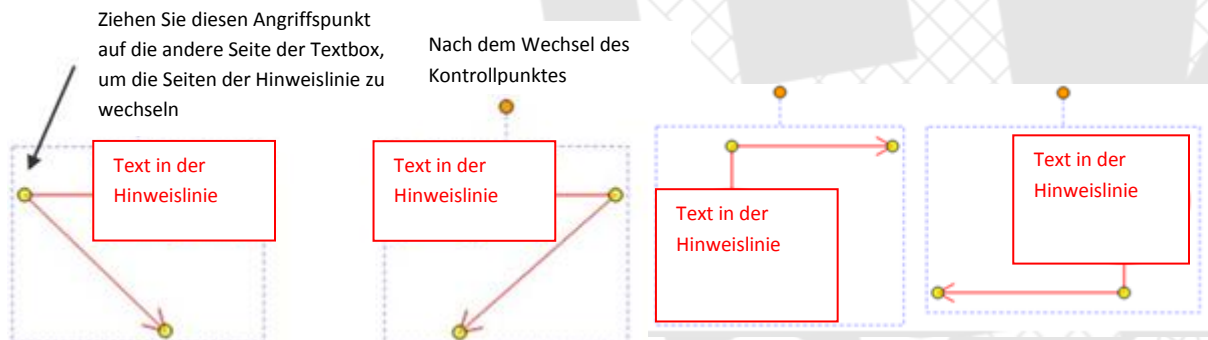 Ziehen Sie diesen Angriffspunkt
auf die andere Seite der Textbox,
um die Seiten der Hinweislinie zu
wechseln
Nach dem Wechsel des
Kontrollpunktes
Text in der
Hinweislinie
Text in der
Hinweislinie
Text in der
Hinweislinie
Text in der
Hinweislinie